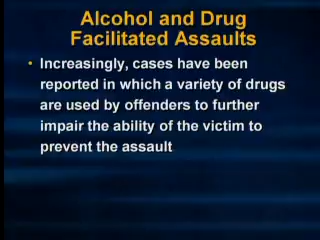 Alcohol and Drug
Facilitated Assaults
• Increasingly, cases have been
reported in which a variety of drugs
are used by offenders to further
impair the ability of the victim to
prevent the assault